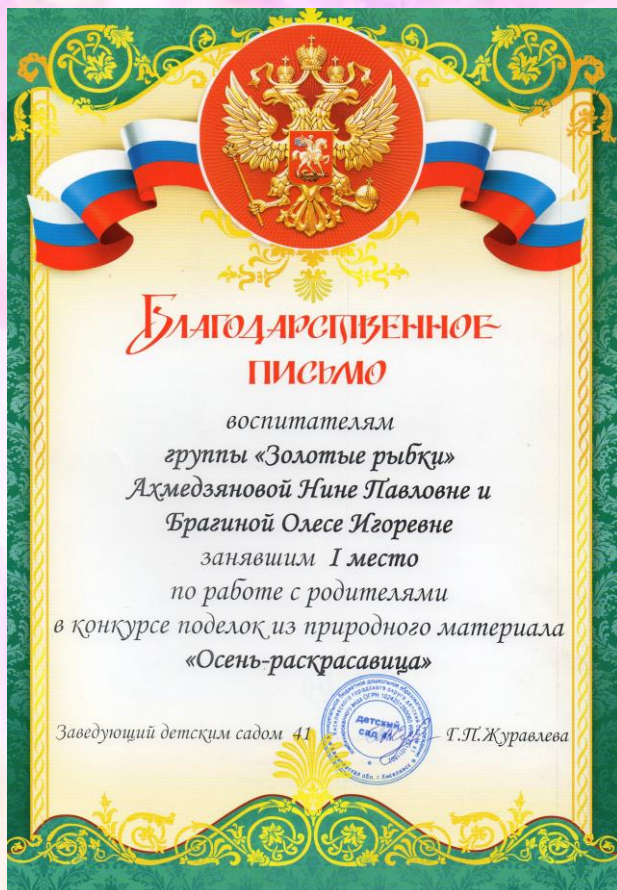 Благодарственное
письмо
воспитателям
группы «Золотые рыбки»
Ахмедзяновой Нине Павловне и
Брагиной Олесе Игоревне
занявшим I место
по работе с родителями
в конкурсе поделок из природного материала
«Осень-раскрасавица»
Заведующий детским садом 41 Г.П.Журавлева
детский
сад 41